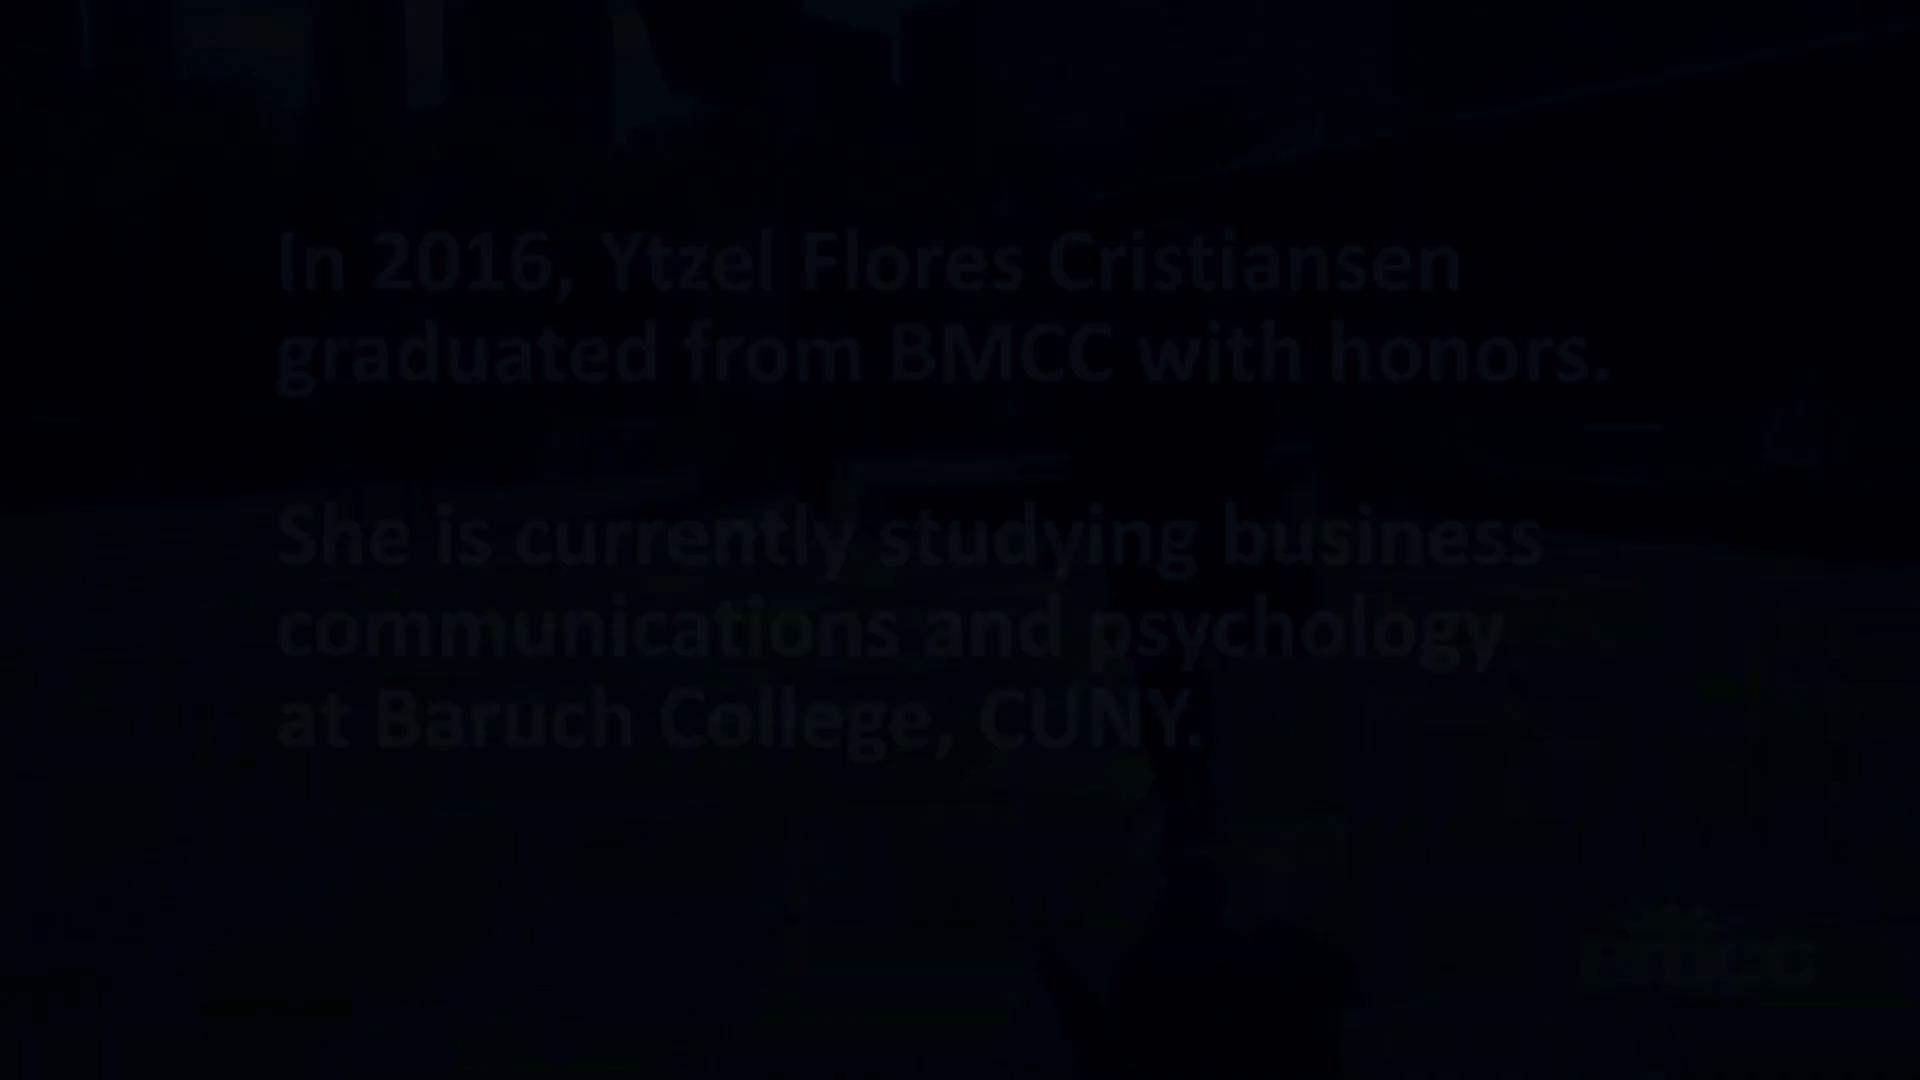 In 2016, Ytzel Flores Cristiansen
graduated from BMCC with honors.
She is currently studying business
communications and psychology
at Baruch College, CUNY.
BMCC